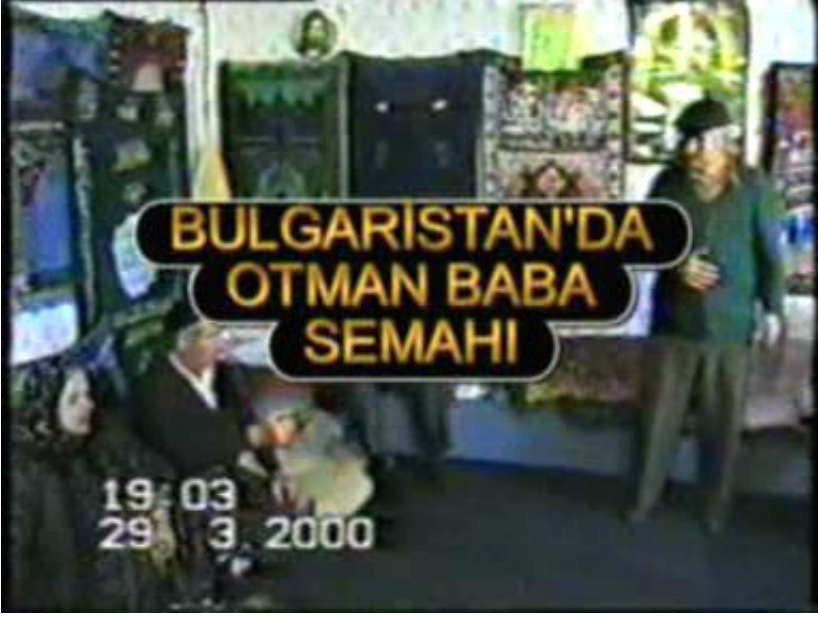 BULGARİSTAN'DA
OTMAN BABA
SEMAHI
19:03
29 3 2000